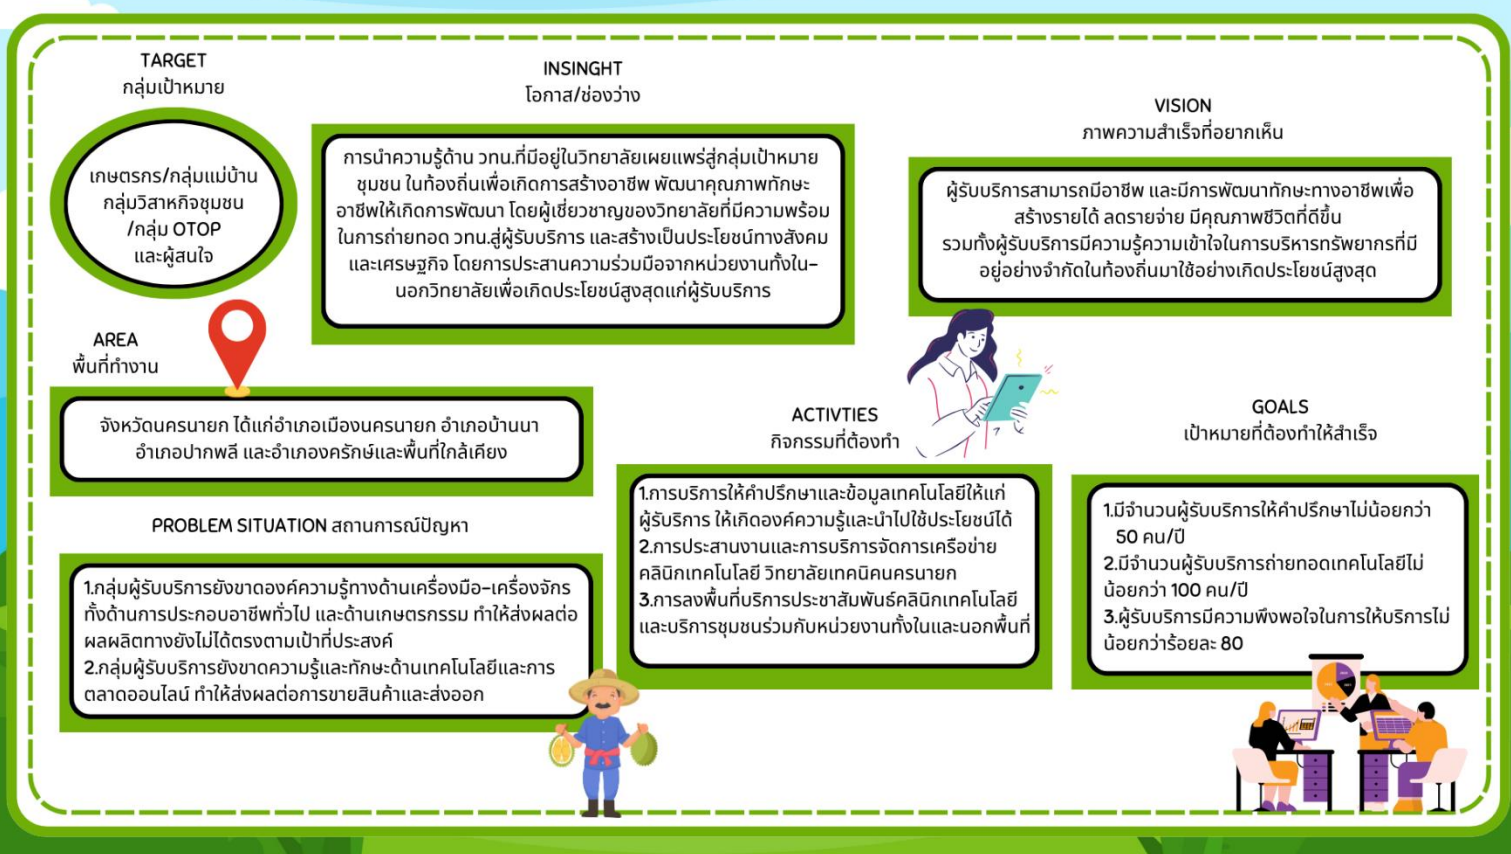 TARGET
กลุ่มเป้าหมาย
เกษตรกร/กลุ่มแม่บ้าน
กลุ่มวิสาหกิจชุมชน
/กลุ่ม OTOP
และผู้สนใจ
INSINGHT
โอกาส/ช่องว่าง
การนำความรู้ด้าน วทน.ที่มีอยู่ในวิทยาลัยเผยแพร่สู่กลุ่มเป้าหมาย
ชุมชน ในท้องถิ่นเพื่อเกิดการสร้างอาชีพ พัฒนาคุณภาพทักษะ
อาชีพให้เกิดการพัฒนา โดยผู้เชี่ยวชาญของวิทยาลัยที่มีความพร้อม
ในการถ่ายทอด วทน.สู่ผู้รับบริการ และสร้างเป็นประโยชน์ทางสังคม
และเศรษฐกิจ โดยการประสานความร่วมมือจากหน่วยงานทั้งใน-
นอกวิทยาลัยเพื่อเกิดประโยชน์สูงสุดแก่ผู้รับบริการ
VISION
ภาพความสำเร็จที่อยากเห็น
ผู้รับบริการสามารถมีอาชีพ และมีการพัฒนาทักษะทางอาชีพเพื่อ
สร้างรายได้ ลดรายจ่าย มีคุณภาพชีวิตที่ดีขึ้น
รวมทั้งผู้รับบริการมีความรู้ความเข้าใจในการบริหารทรัพยากรที่มี
อยู่อย่างจำกัดในท้องถิ่นมาใช้อย่างเกิดประโยชน์สูงสุด
AREA
พื้นที่ทำงาน
จังหวัดนครนายก ได้แก่อำเภอเมืองนครนายก อำเภอบ้านนา
อำเภอปากพลี และอำเภองครักษ์และพื้นที่ใกล้เคียง
PROBLEM SITUATION สถานการณ์ปัญหา
1.กลุ่มผู้รับบริการยังขาดองค์ความรู้ทางด้านเครื่องมือ-เครื่องจักร
ทั้งด้านการประกอบอาชีพทั่วไป และด้านเกษตรกรรม ทำให้ส่งผลต่อ
ผลผลิตทางยังไม่ได้ตรงตามเป้าที่ประสงค์
2.กลุ่มผู้รับบริการยังขาดความรู้และทักษะด้านเทคโนโลยีและการ
ตลาดออนไลน์ ทำให้ส่งผลต่อการขายสินค้าและส่งออก
ACTIVTIES
กิจกรรมที่ต้องทำ
1.การบริการให้คำปรึกษาและข้อมูลเทคโนโลยีให้แก่
ผู้รับริการ ให้เกิดองค์ความรู้และนำไปใช้ประโยชน์ได้
2.การประสานงานและการบริการจัดการเครือข่าย
คลินิกเทคโนโลยี วิทยาลัยเทคนิคนครนายก
3.การลงพื้นที่บริการประชาสัมพันธ์คลินิกเทคโนโลยี
และบริการชุมชนร่วมกับหน่วยงานทั้งในและนอกพื้นที่
GOALS
เป้าหมายที่ต้องทำให้สำเร็จ
1.มีจำนวนผู้รับบริการให้คำปรึกษาไม่น้อยกว่า
50 คน/ปี
2.มีจำนวนผู้รับบริการถ่ายทอดเทคโนโลยีไม่
น้อยกว่า 100 คน/ปี
3.ผู้รับบริการมีความพึงพอใจในการให้บริการไม่
น้อยกว่าร้อยละ 80